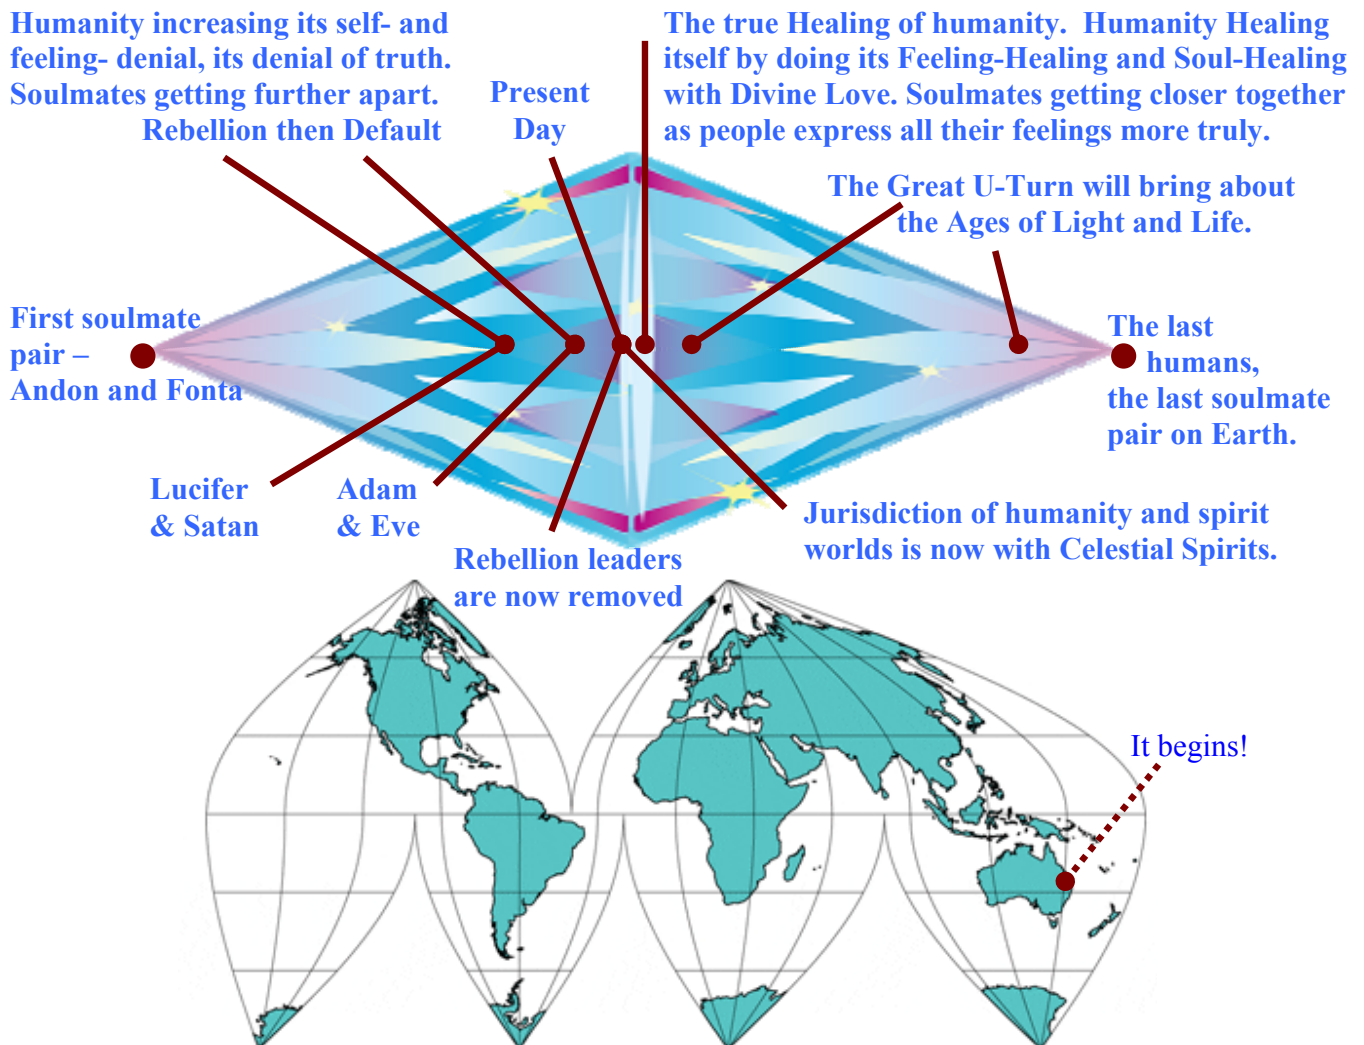 Humanity increasing its self- and
feeling- denial, its denial of truth.
Soulmates getting further apart.
Rebellion then Default
Present
Day
The true Healing of humanity.  Humanity Healing
itself by doing its Feeling-Healing and Soul-Healing
with Divine Love. Soulmates getting closer together
as people express all their feelings more truly.
The Great U-Turn will bring about
the Ages of Light and Life.
First soulmate
pair –
Andon and Fonta
The last
humans,
the last soulmate
pair on Earth.
Lucifer
& Satan
Adam
& Eve
Rebellion leaders
are now removed
Jurisdiction of humanity and spirit
worlds is now with Celestial Spirits.
It begins!